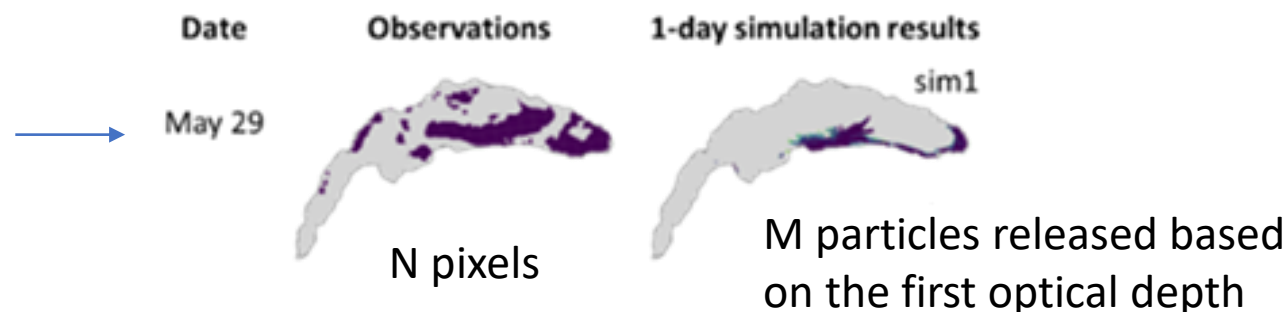 Date Observations 1-day simulation results
sim1
May 29
N pixels
M particles released based
on the first optical depth